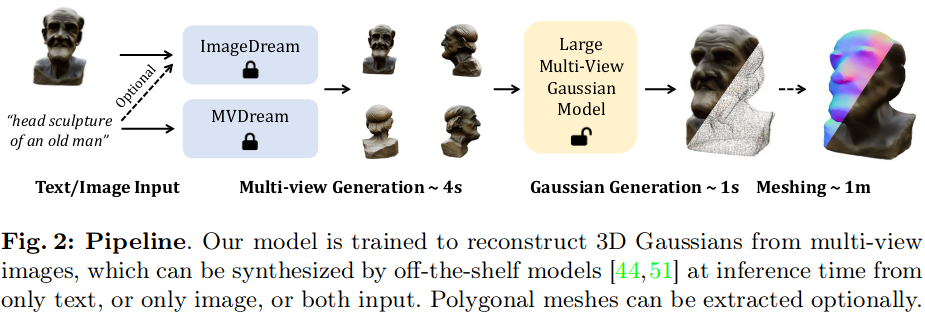 ImageDream
Optional
MVDream
"head sculpture
of an old man"
Large
Multi-View
Gaussian
Model
Text/Image Input
Multi-view Generation ~ 4s
Gaussian Generation ~ 1s
Meshing ~ 1m
Fig. 2: Pipeline. Our model is trained to reconstruct 3D Gaussians from multi-view
images, which can be synthesized by off-the-shelf models [44,51] at inference time from
only text, or only image, or both input. Polygonal meshes can be extracted optionally.